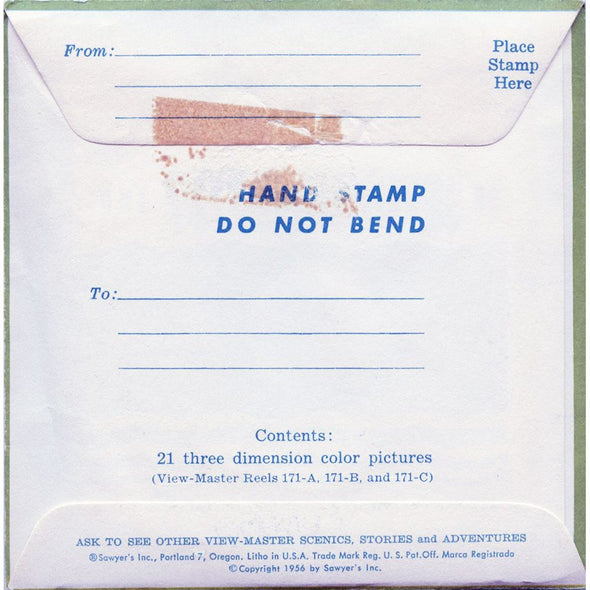 From:
Place
Stamp
Here
HAND STAMP
DO NOT BEND
To:
Contents:
21 three dimension color pictures
(View-Master Reels 171-A, 171-B, and 171-C)
ASK TO SEE OTHER VIEW-MASTER SCENICS, STORIES and ADVENTURES
®Sawyer's Inc., Portland 7, Oregon. Litho in U.S.A. Trade Mark Reg. U. S. Pat. Off. Marca Registrada
©Copyright 1956 by Sawyer's Inc.